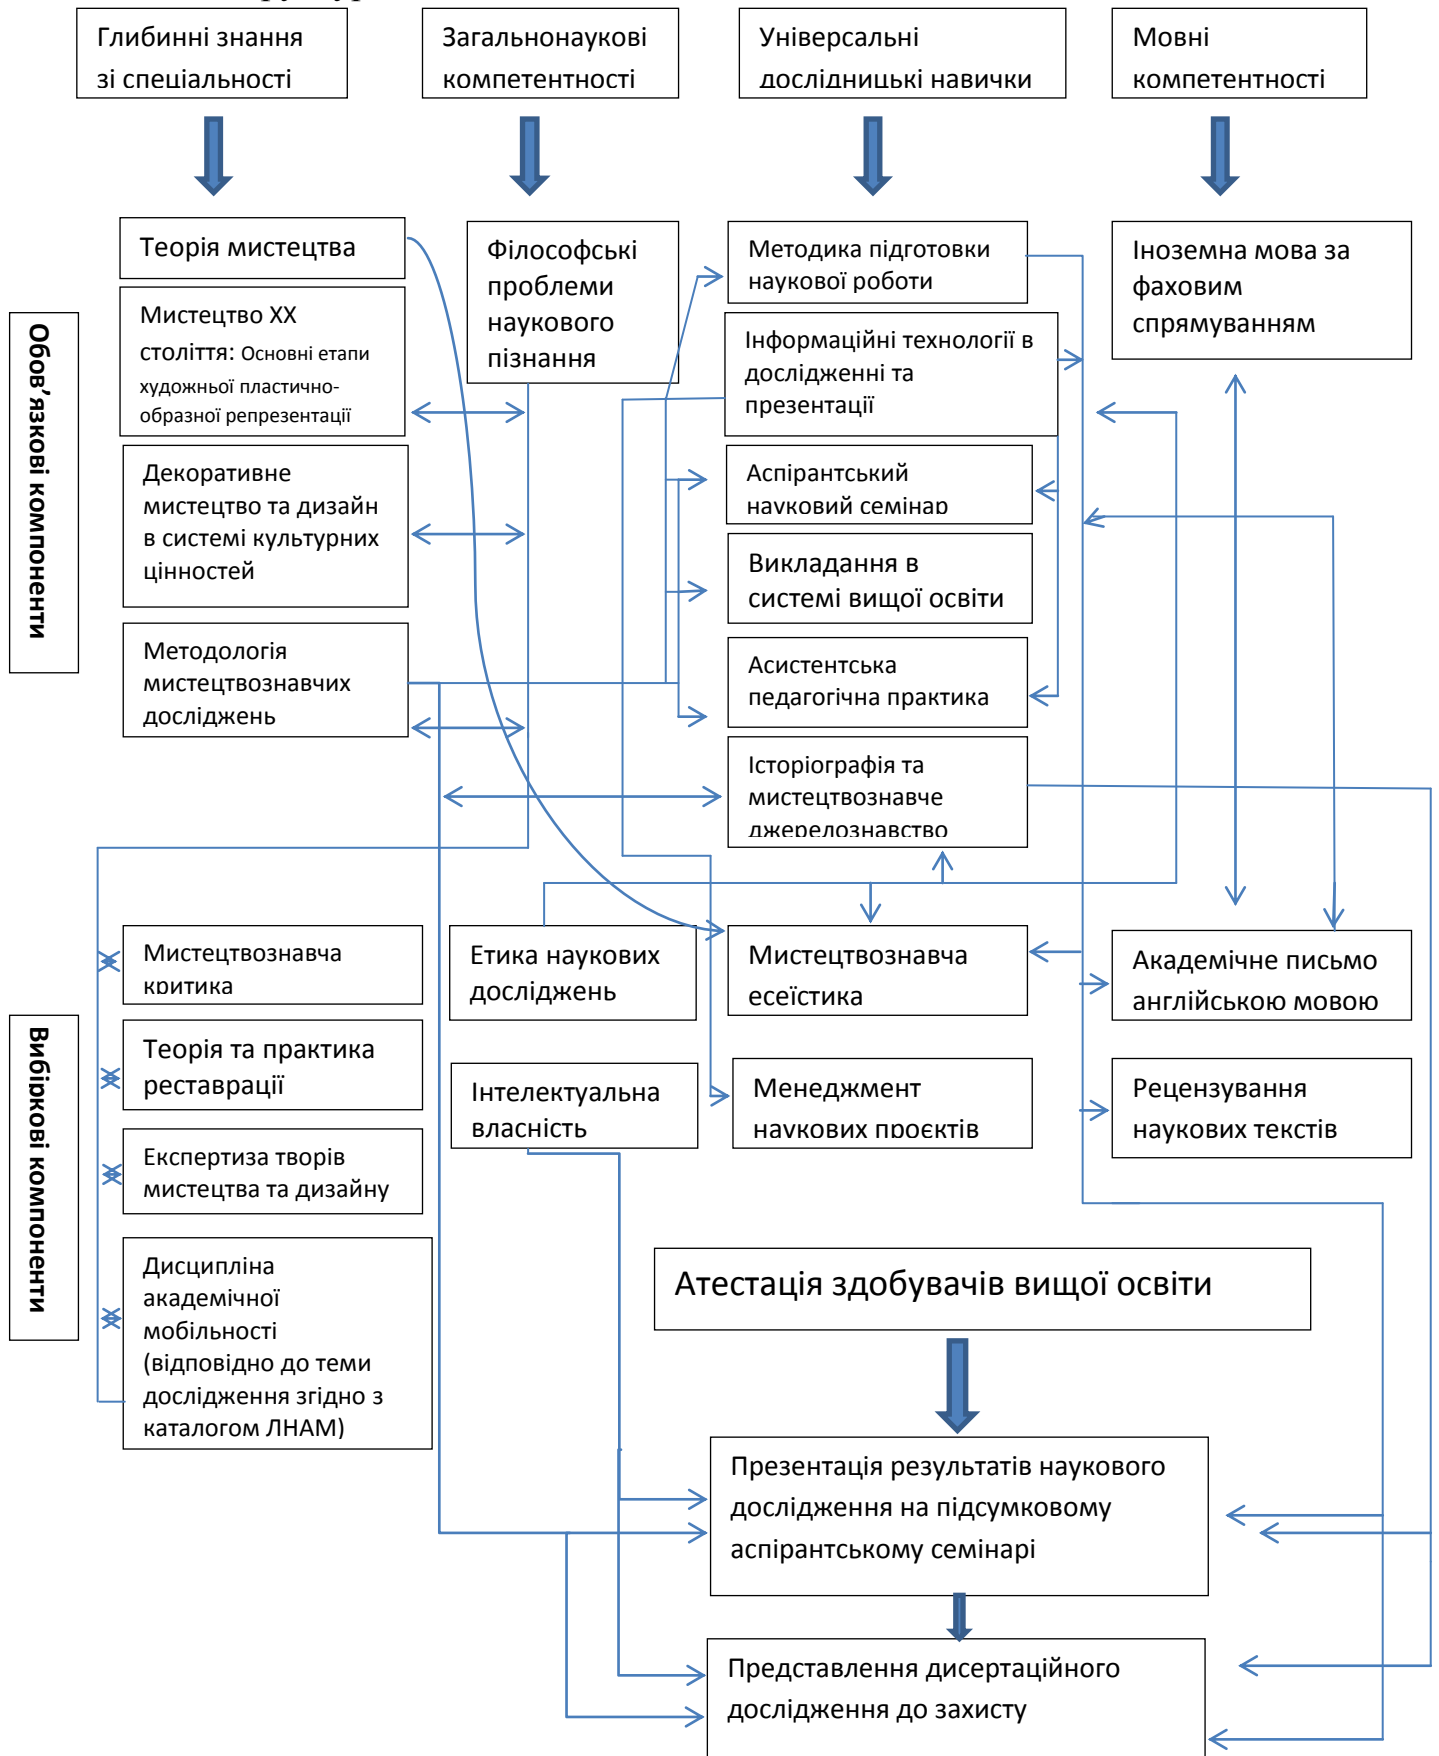 Глибинні знання
зі спеціальності
Загальнонаукові
компетентності
Універсальні
дослідницькі навички
Мовні
компетентності
Обов’язкові компоненти
Теорія мистецтва
Мистецтво ХХ
століття: Основні етапи
художньої пластично-
образної репрезентації
Декоративне
мистецтво та дизайн
в системі культурних
цінностей
Методологія
мистецтвознавчих
досліджень
Філософські
проблеми
наукового
пізнання
Методика підготовки
наукової роботи
Інформаційні технології в
дослідженні та
презентації
Аспірантський
науковий семінар
Викладання в
системі вищої освіти
Асистентська
педагогічна практика
Історіографія та
мистецтвознавче
джерелознавство
Іноземна мова за
фаховим
спрямуванням
Вибіркові компоненти
Мистецтвознавча
критика
Теорія та практика
реставрації
Експертиза творів
мистецтва та дизайну
Дисципліна
академічної
мобільності
(відповідно до теми
дослідження згідно з
каталогом ЛНАМ)
Етика наукових
досліджень
Інтелектуальна
власність
Мистецтвознавча
есеїстика
Менеджмент
наукових проєктів
Академічне письмо
англійською мовою
Рецензування
наукових текстів
Атестація здобувачів вищої освіти
Презентація результатів наукового
дослідження на підсумковому
аспірантському семінарі
Представлення дисертаційного
дослідження до захисту